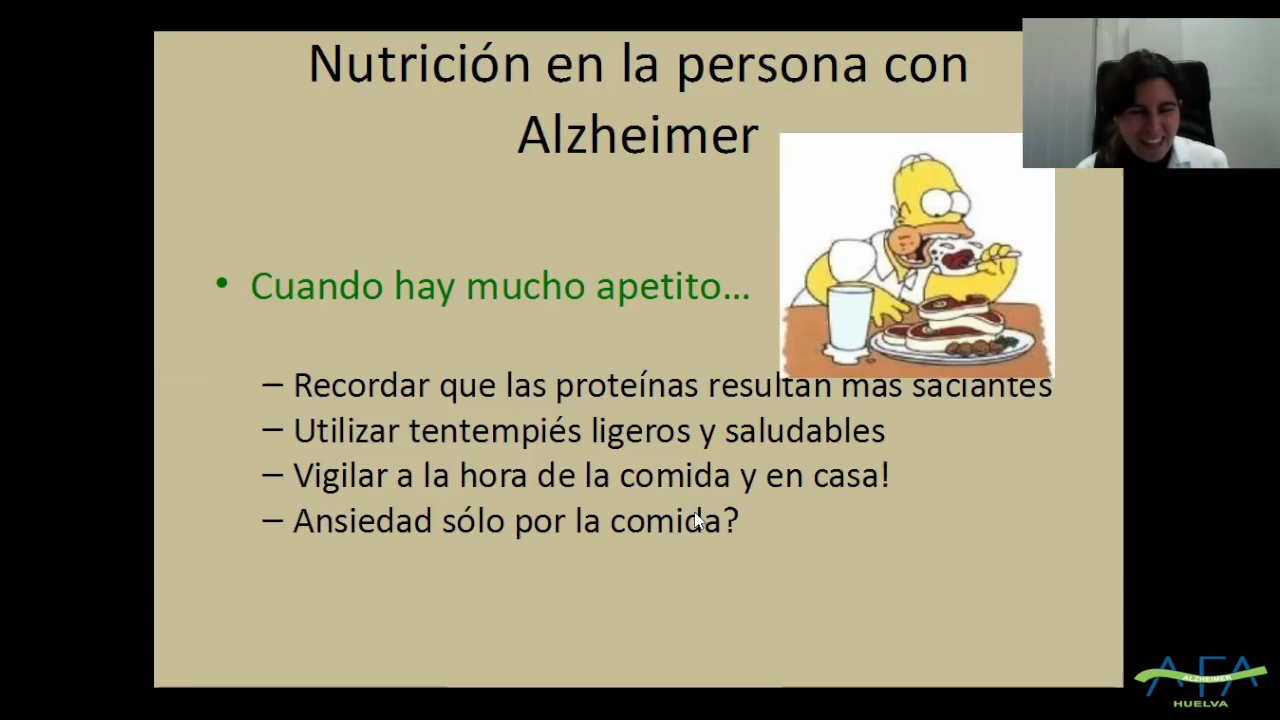 Nutrición en la persona con
Alzheimer
• Cuando hay mucho apetito...
– Recordar que las proteínas resultan más saciantes
– Utilizar tentempiés ligeros y saludables
– Vigilar a la hora de la comida y en casa!
– Ansiedad sólo por la comida?
AFA
ALZHEIMER
HUELVA